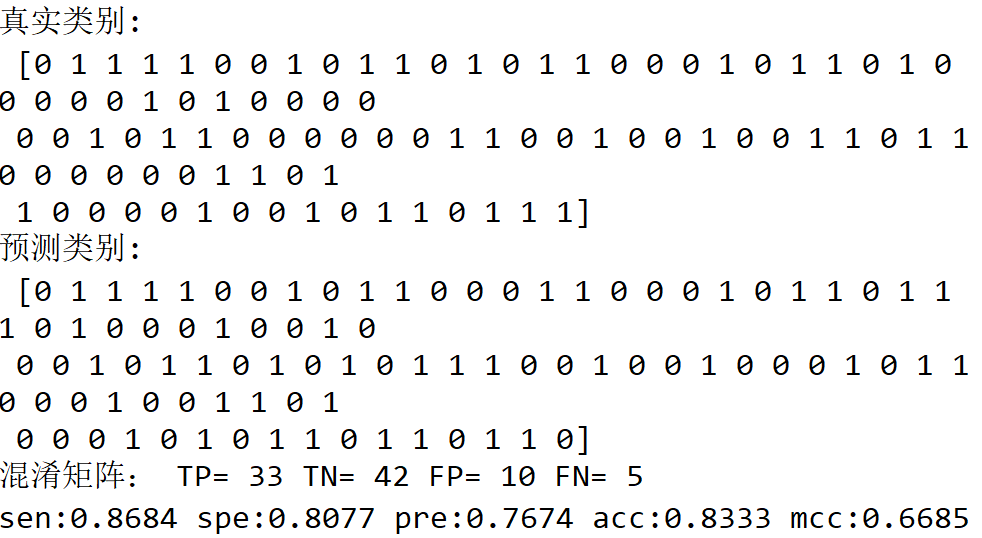 真实类别:
[0 1 1 1 1 0 0 1 0 1 1 0 1 0 1 1 0 0 0 1 0 1 1 0 1 0
0 0 0 0 1 0 1 0 0 0 0
0 0 1 0 1 1 0 0 0 0 0 0 1 1 0 0 1 0 0 1 0 0 1 1 0 1 1
0 0 0 0 0 0 1 1 0 1
1 0 0 0 0 1 0 0 1 0 1 1 0 1 1 1]
预测类别:
[0 1 1 1 1 0 0 1 0 1 1 0 0 0 1 1 0 0 0 1 0 1 1 0 1 1
1 0 1 0 0 0 1 0 0 1 0
0 0 1 0 1 1 0 1 0 1 0 1 1 1 0 0 1 0 0 1 0 0 0 1 0 1 1
0 0 0 1 0 0 1 1 0 1
0 0 0 1 0 1 0 1 1 0 1 1 0 1 1 0]
混淆矩阵： TP= 33 TN= 42 FP= 10 FN= 5
sen:0.8684 spe:0.8077 pre:0.7674 acc:0.8333 mcc:0.6685